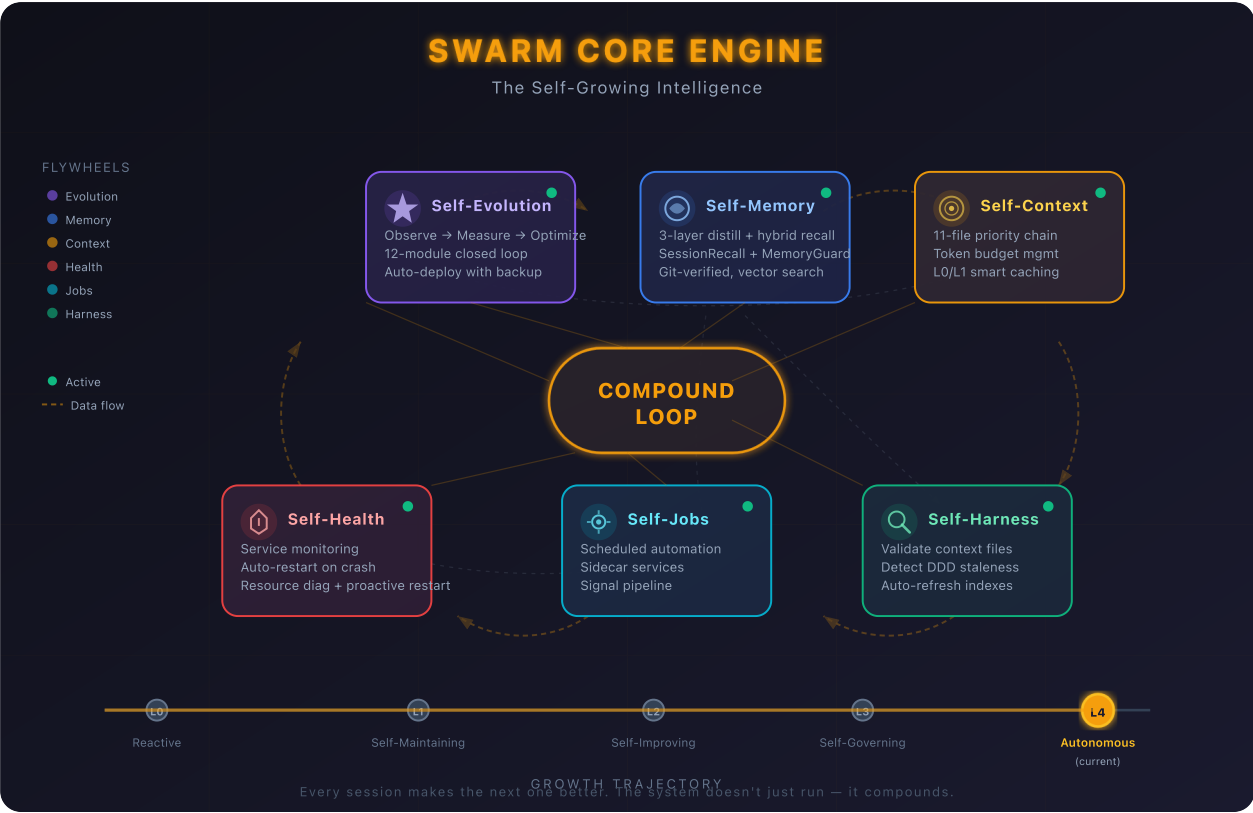 SWARM CORE ENGINE
The Self-Growing Intelligence
FLYWHEELS
Evolution
Memory
Context
Health
Jobs
Harness
Active
Data flow
Self-Evolution
Observe → Measure → Optimize
12-module closed loop
Auto-deploy with backup
Self-Memory
3-layer distill + hybrid recall
SessionRecall + MemoryGuard
Git-verified, vector search
Self-Context
11-file priority chain
Token budget mgmt
L0/L1 smart caching
COMPOUND
LOOP
Self-Health
Service monitoring
Auto-restart on crash
Resource diag + proactive restart
Self-Jobs
Scheduled automation
Sidecar services
Signal pipeline
Self-Harness
Validate context files
Detect DDD staleness
Auto-refresh indexes
L0
L1
L2
L3
L4
Reactive
Self-Maintaining
Self-Improving
Self-Governing
Autonomous
(current)
GROWTH TRAJECTORY
Every session makes the next one better. The system doesn't just run — it compounds.